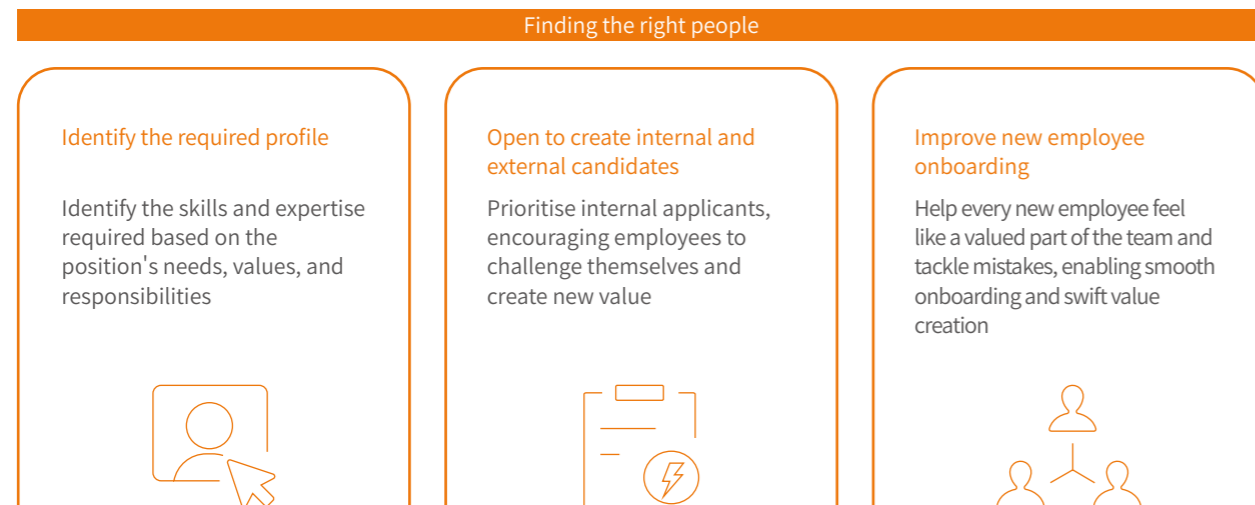 Finding the right people
Identify the required profile
Identify the skills and expertise
required based on the
position's needs, values, and
responsibilities
Open to create internal and
external candidates
Prioritise internal applicants,
encouraging employees to
challenge themselves and
create new value
Improve new employee
onboarding
Help every new employee feel
like a valued part of the team and
tackle mistakes, enabling smooth
onboarding and swift value
creation